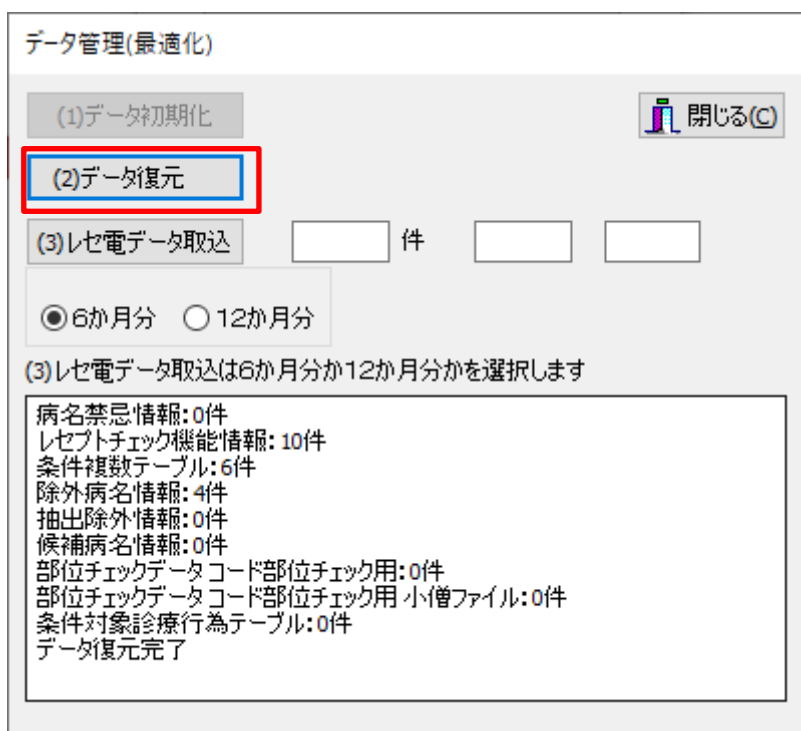 データ管理(最適化)
(1)データ初期化
閉じる(C)
(2)データ復元
(3)レセ電データ取込
件
6か月分 12か月分
(3)レセ電データ取込は6か月分か12か月分かを選択します
病名禁忌情報:0件
レセプトチェック機能情報:10件
条件複数テーブル:6件
除外病名情報:4件
抽出除外情報:0件
候補病名情報:0件
部位チェックデータコード部位チェック用:0件
部位チェックデータコード部位チェック用 小僧ファイル:0件
条件対象診療行為テーブル:0件
データ復元完了